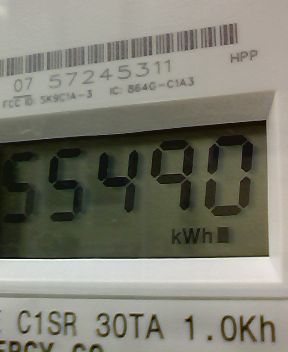 HPP
07 57245311
FCC ID: SK9C1A-3 IC: 864G-C1A3
55490
kWh
C1SR 30TA 1.0Kh